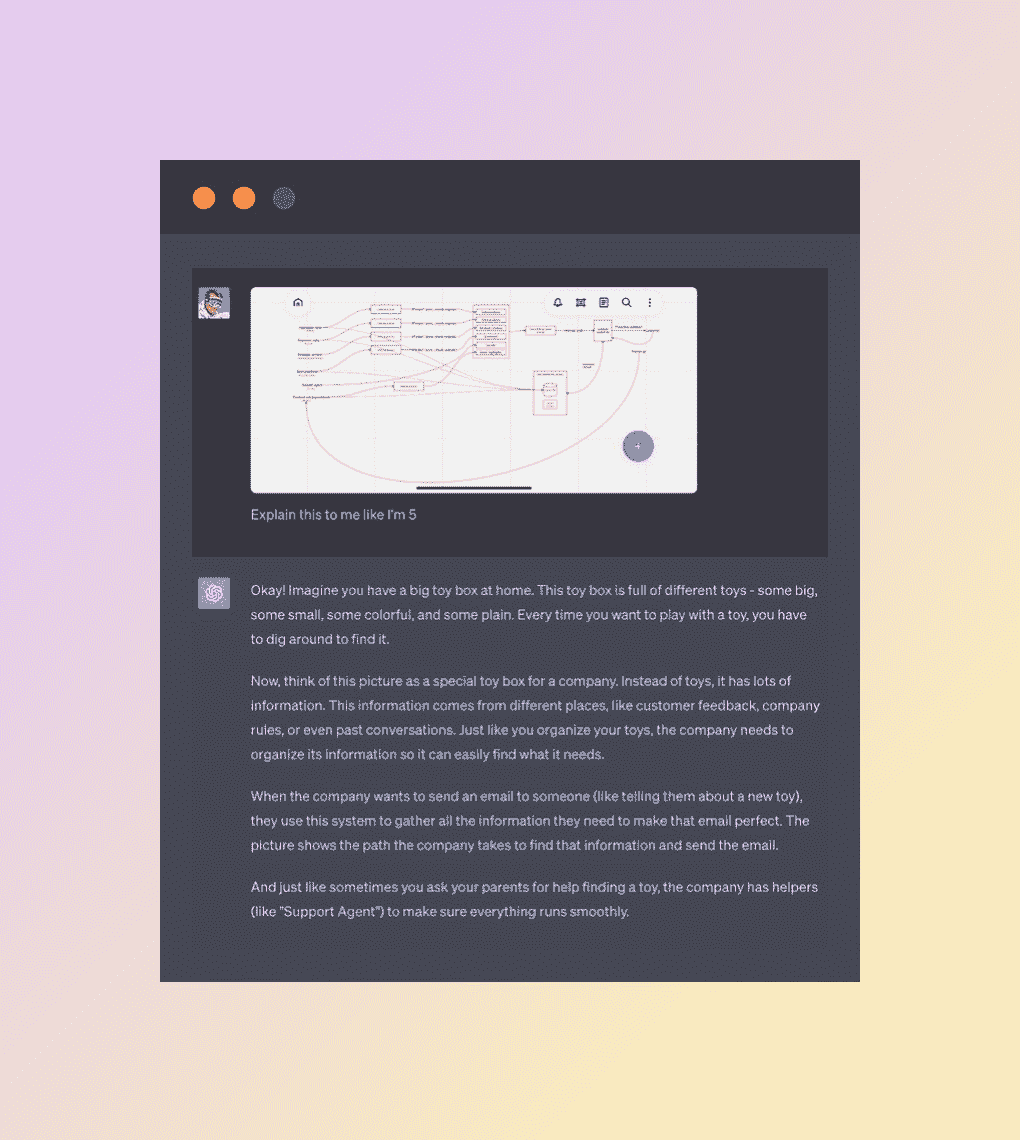 Explain this to me like I'm 5
Okay! Imagine you have a big toy box at home. This toy box is full of different toys - some big,
some small, some colorful, and some plain. Every time you want to play with a toy, you have
to dig around to find it.
Now, think of this picture as a special toy box for a company. Instead of toys, it has lots of
information. This information comes from different places, like customer feedback, company
rules, or even past conversations. Just like you organize your toys, the company needs to
organize its information so it can easily find what it needs.
When the company wants to send an email to someone (like telling them about a new toy),
they use this system to gather all the information they need to make that email perfect. The
picture shows the path the company takes to find that information and send the email.
And just like sometimes you ask your parents for help finding a toy, the company has helpers
(like "Support Agent") to make sure everything runs smoothly.